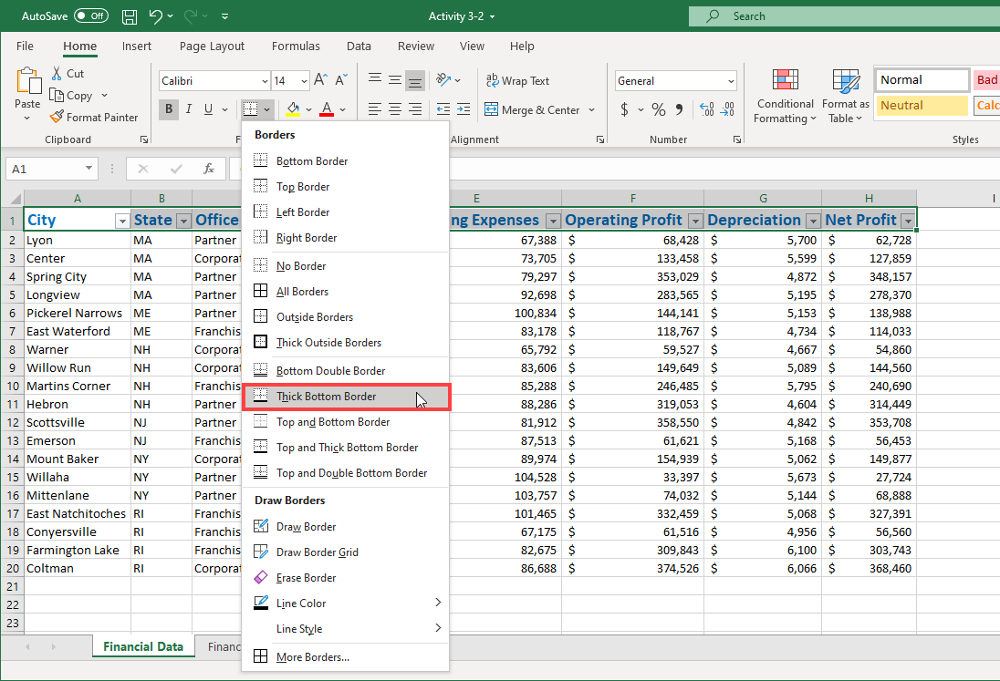 AutoSave Off Activity 3-2 Search
File Home Insert Page Layout Formulas Data Review View Help
Paste
Cut
Copy
Format Painter
Clipboard
Calibri 14 A A
B I U A
ab Wrap Text
Merge & Center
Alignment
General
$ % 9
Number
Conditional Formatting
Format as Table
Normal Bad
Neutral Calc
Styles
A1 fx
A B E F G H I
1 City State Office ng Expenses Operating Profit Depreciation Net Profit
2 Lyon MA Partner 67,388 $ 68,428 $ 5,700 $ 62,728
3 Center MA Corporat 73,705 $ 133,458 $ 5,599 $ 127,859
4 Spring City MA Partner 79,297 $ 353,029 $ 4,872 $ 348,157
5 Longview MA Partner 92,698 $ 283,565 $ 5,195 $ 278,370
6 Pickerel Narrows ME Partner 100,834 $ 144,141 $ 5,153 $ 138,988
7 East Waterford ME Franchis 83,178 $ 118,767 $ 4,734 $ 114,033
8 Warner NH Corporat 65,792 $ 59,527 $ 4,667 $ 54,860
9 Willow Run NH Corporat 83,606 $ 149,649 $ 5,089 $ 144,560
10 Martins Corner NH Franchis 85,288 $ 246,485 $ 5,795 $ 240,690
11 Hebron NH Partner 88,286 $ 319,053 $ 4,604 $ 314,449
12 Scottsville NJ Partner 81,912 $ 358,550 $ 4,842 $ 353,708
13 Emerson NJ Franchis 87,513 $ 61,621 $ 5,168 $ 56,453
14 Mount Baker NY Corporat 89,974 $ 154,939 $ 5,062 $ 149,877
15 Willaha NY Partner 104,528 $ 33,397 $ 5,673 $ 27,724
16 Mittenlane NY Partner 103,757 $ 74,032 $ 5,144 $ 68,888
17 East Natchitoches RI Franchis 101,465 $ 332,459 $ 5,068 $ 327,391
18 Conyersville RI Franchis 67,175 $ 61,516 $ 4,956 $ 56,560
19 Farmington Lake RI Franchis 82,675 $ 309,843 $ 6,100 $ 303,743
20 Coltman RI Corporat 86,688 $ 374,526 $ 6,066 $ 368,460
21
22
23
Borders
Bottom Border
Top Border
Left Border
Right Border
No Border
All Borders
Outside Borders
Thick Outside Borders
Bottom Double Border
Thick Bottom Border
Top and Bottom Border
Top and Thick Bottom Border
Top and Double Bottom Border
Draw Borders
Draw Border
Draw Border Grid
Erase Border
Line Color
Line Style
More Borders...
Financial Data Financ